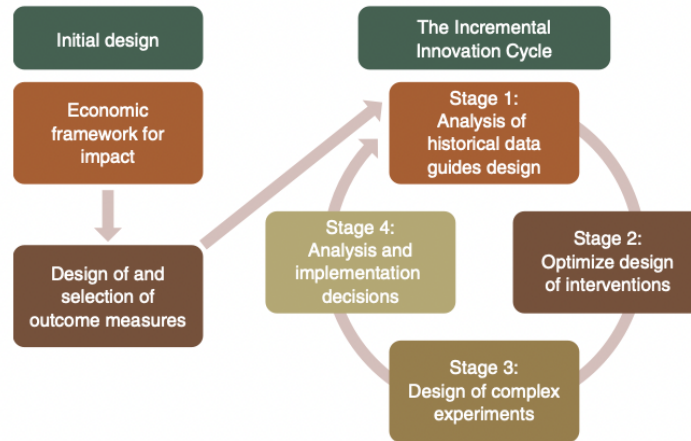 Initial design
Economic
framework for
impact
Design of and
selection of
outcome measures
The Incremental
Innovation Cycle
Stage 1:
Analysis of
historical data
guides design
Stage 2:
Optimize design
of interventions
Stage 3:
Design of complex
experiments
Stage 4:
Analysis and
implementation
decisions